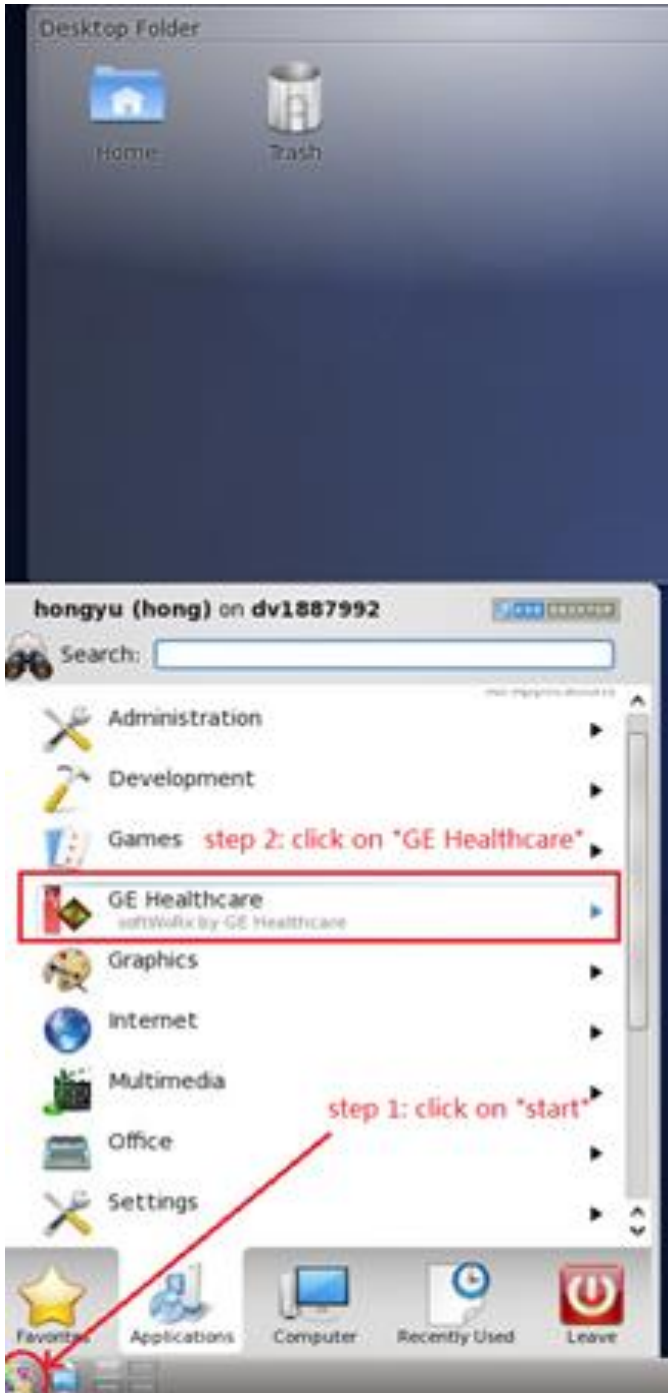 Desktop Folder
Home
Trash
hongyu (hong) on dv1887992
Search:
Administration
Development
Games
step 2: click on "GE Healthcare"
GE Healthcare
softWoRx by GE Healthcare
Graphics
Internet
Multimedia
step 1: click on "start"
Office
Settings
Favorites
Applications
Computer
Recently Used
Leave